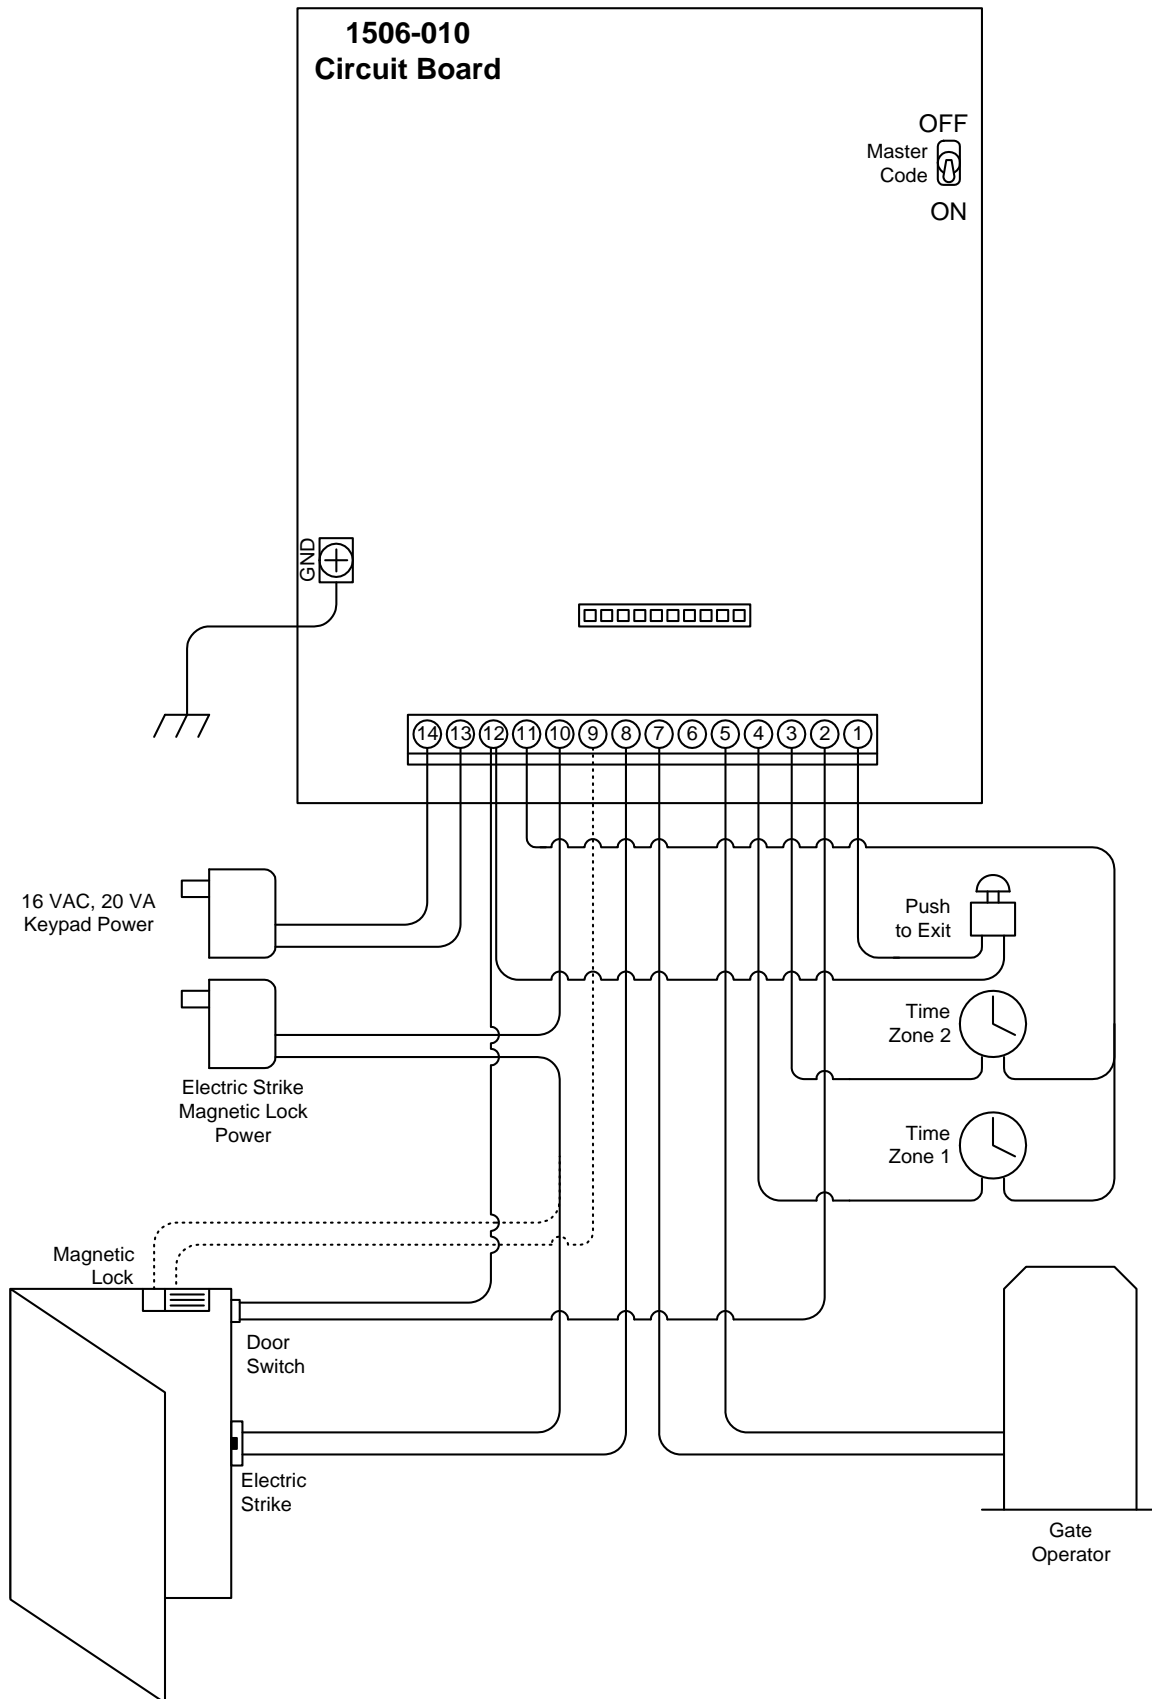 1506-010
Circuit Board
OFF
Master
Code
ON
GND
14 13 12 11 10 9 8 7 6 5 4 3 2 1
16 VAC, 20 VA
Keypad Power
Push
to Exit
Time
Zone 2
Electric Strike
Magnetic Lock
Power
Time
Zone 1
Magnetic
Lock
Door
Switch
Electric
Strike
Gate
Operator